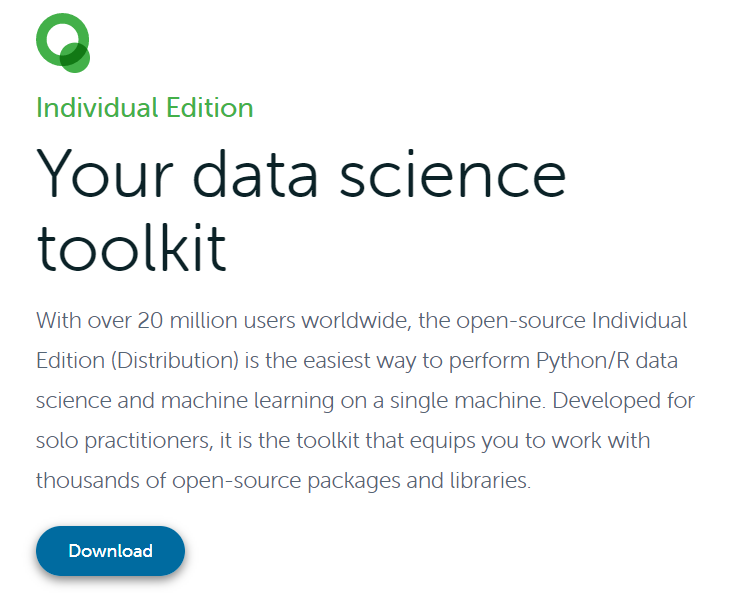 Individual Edition
Your data science
toolkit
With over 20 million users worldwide, the open-source Individual
Edition (Distribution) is the easiest way to perform Python/R data
science and machine learning on a single machine. Developed for
solo practitioners, it is the toolkit that equips you to work with
thousands of open-source packages and libraries.
Download